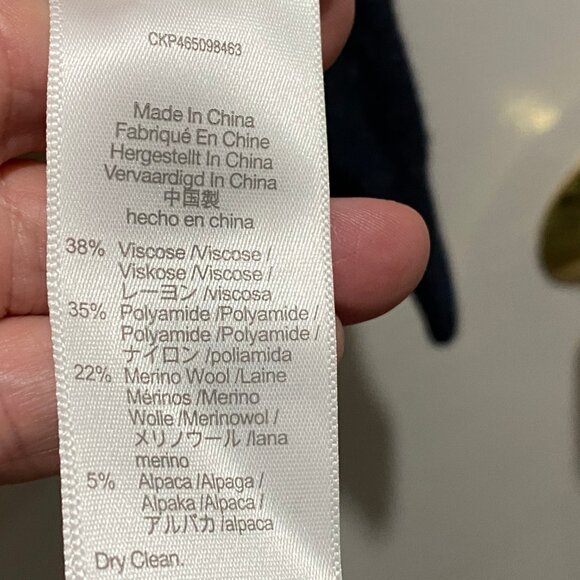 CKP465098463
Made In China
Fabriqué En Chine
Hergestellt In China
Vervaardigd In China
中国製
hecho en china
38% Viscose /Viscose /
Viskose /Viscose /
レーヨン /viscosa
35% Polyamide /Polyamide /
Polyamide /Polyamide /
ナイロン /poliamida
22% Merino Wool /Laine
Mérinos /Merino
Wolle /Merinowol /
メリノウール /lana
merino
5% Alpaca /Alpaga /
Alpaka /Alpaca /
アルパカ /alpaca
Dry Clean.